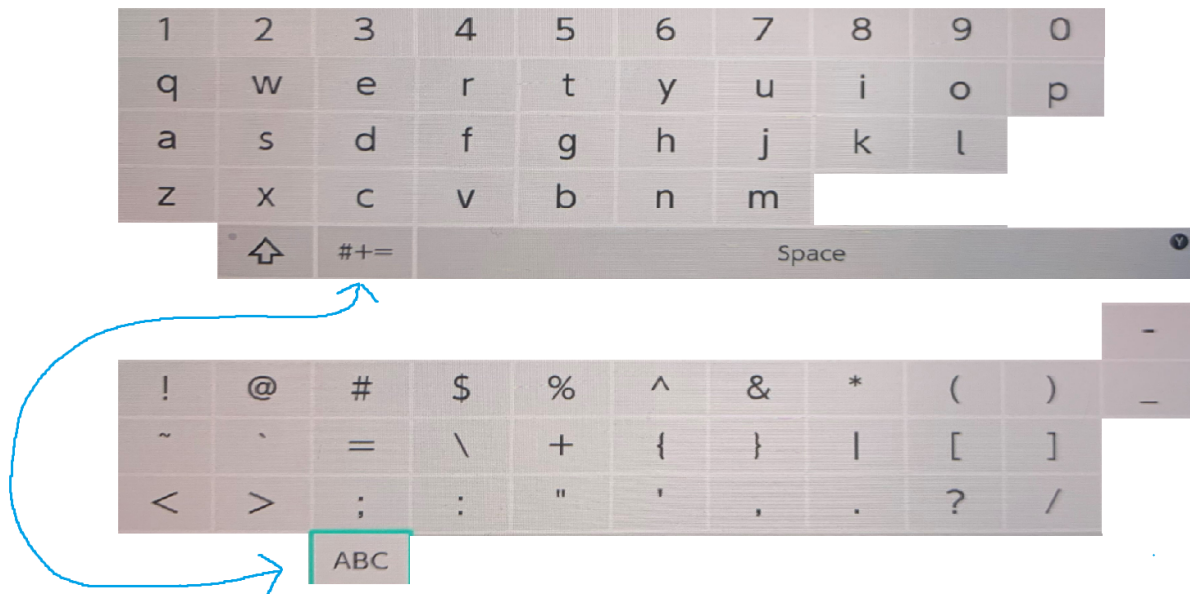 1 2 3 4 5 6 7 8 9 0
q w e r t y u i o p
a s d f g h j k l
z x c v b n m
#+= Space Y
-
! @ # $ % ^ & * ( ) _
~ ` = \ + { } | [ ]
< > ; : " ' , . ? /
ABC